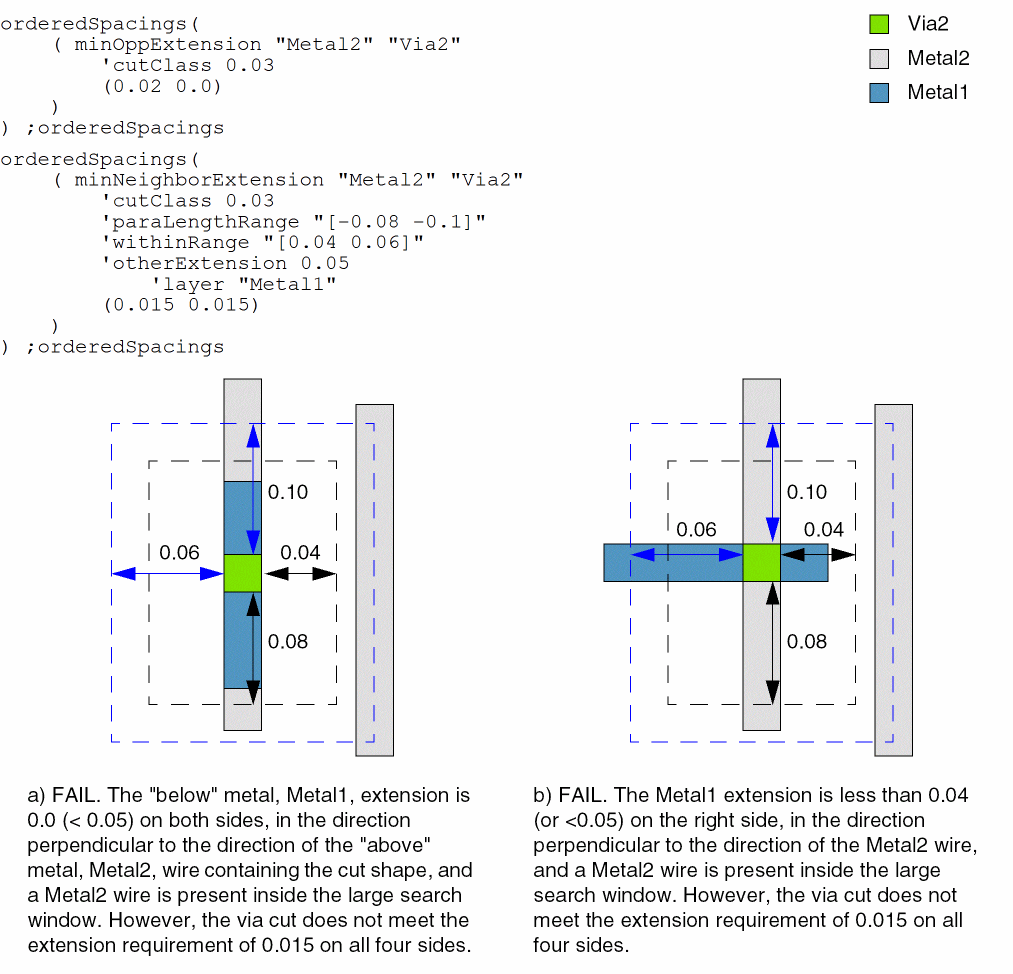 orderedSpacings(
( minOppExtension "Metal2" "Via2"
'cutClass 0.03
(0.02 0.0)
)
) ;orderedSpacings
Via2
Metal2
Metal1
orderedSpacings(
( minNeighborExtension "Metal2" "Via2"
'cutClass 0.03
'paraLengthRange "[-0.08 -0.1]"
'withinRange "[0.04 0.06]"
'otherExtension 0.05
'layer "Metal1"
(0.015 0.015)
)
) ;orderedSpacings
0.10
0.06
0.04
0.08
0.10
0.06
0.04
0.08
a) FAIL. The "below" metal, Metal1, extension is
0.0 (< 0.05) on both sides, in the direction
perpendicular to the direction of the "above"
metal, Metal2, wire containing the cut shape, and
a Metal2 wire is present inside the large search
window. However, the via cut does not meet the
extension requirement of 0.015 on all four sides.
b) FAIL. The Metal1 extension is less than 0.04
(or <0.05) on the right side, in the direction
perpendicular to the direction of the Metal2 wire,
and a Metal2 wire is present inside the large
search window. However, the via cut does not
meet the extension requirement of 0.015 on all
four sides.